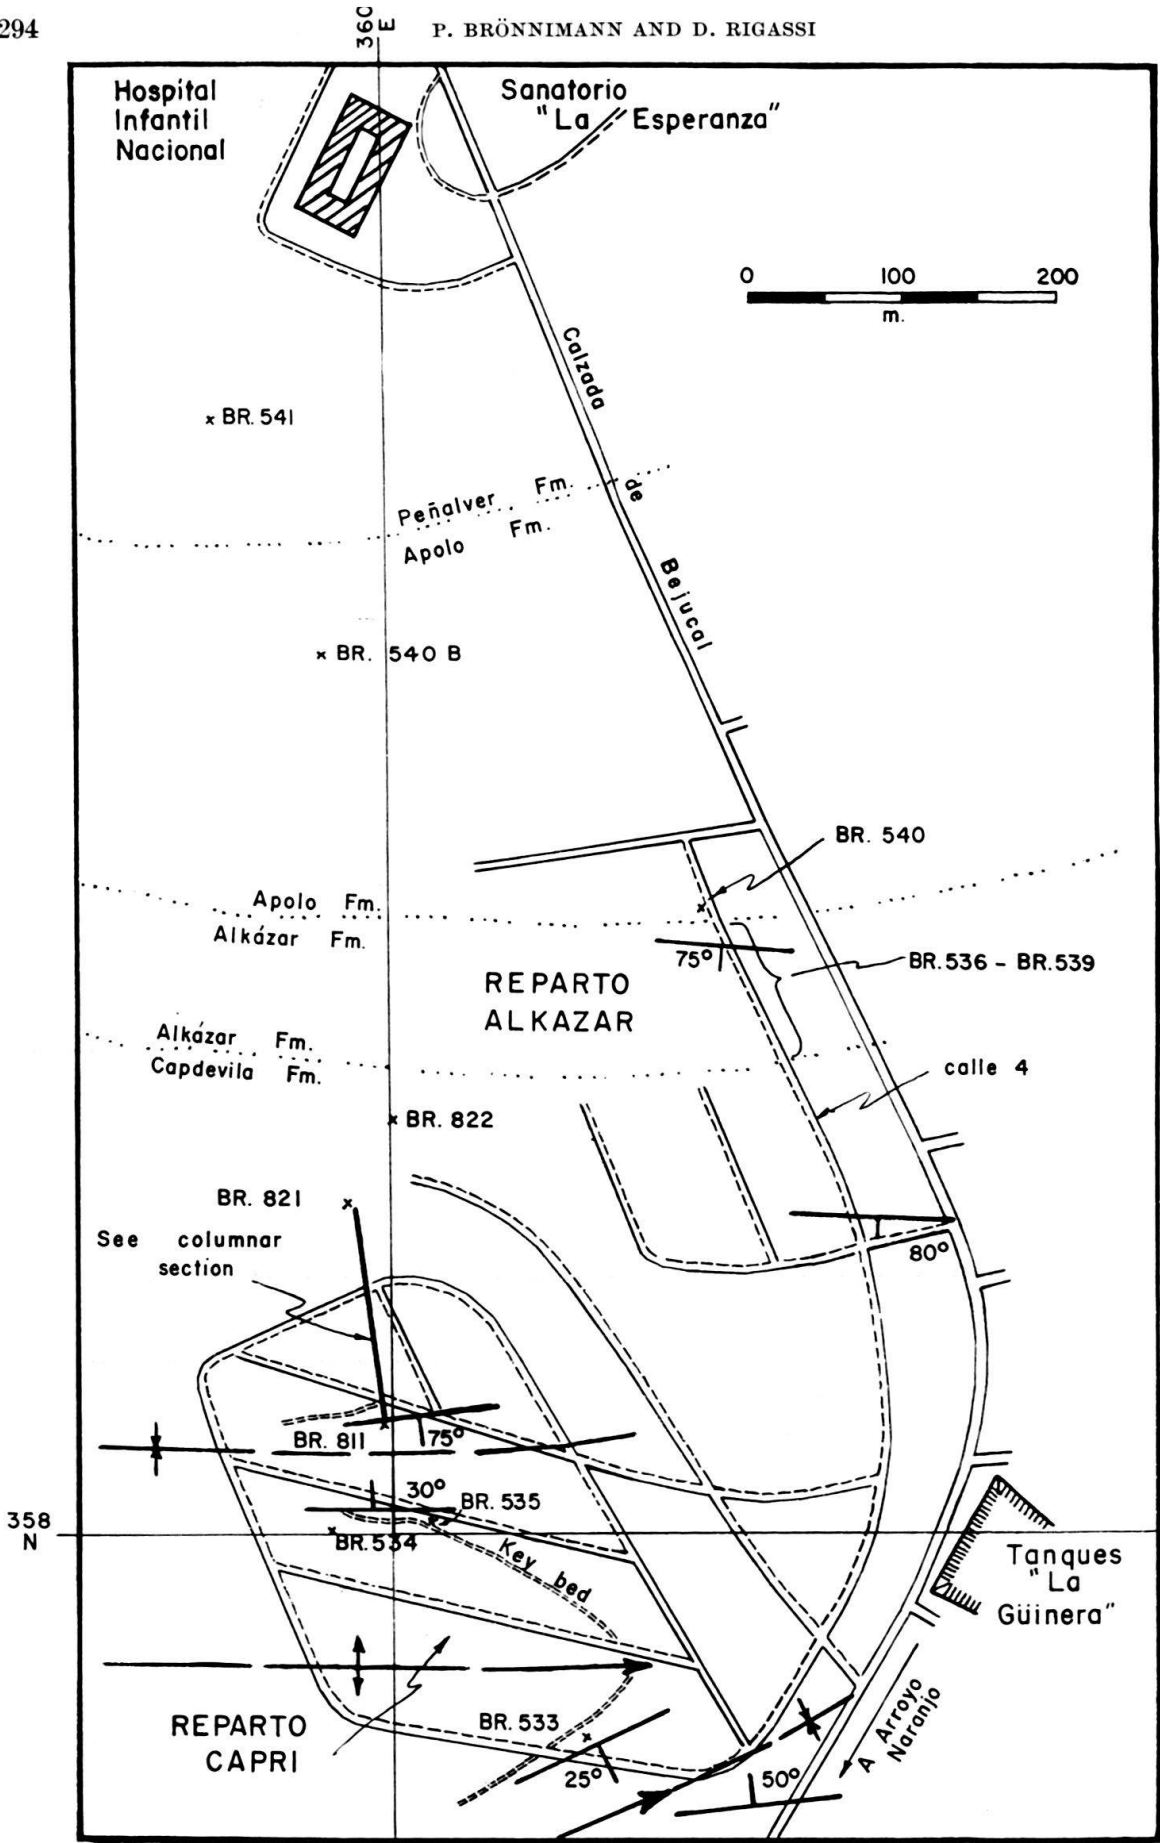 294
P. BRÖNNIMANN AND D. RIGASSI
360
E
Hospítal
Infantil
Nacional
Sanatorio
"La Esperanza"
0 100 200
m.
Calzada
de
Bejucal
x BR. 541
Peñalver Fm.
Apolo Fm.
x BR. 540 B
BR. 540
Apolo Fm.
Alkázar Fm.
75°
BR. 536 - BR. 539
REPARTO
ALKAZAR
Alkázar Fm.
Capdevila Fm.
calle 4
x BR. 822
BR. 821 x
See columnar
section
80°
BR. 811
75°
30°
BR. 535
358
N
BR. 534
Key bed
Tanques
"La
Güinera"
REPARTO
CAPRI
BR. 533
25°
50°
A Arroyo
Naranjo